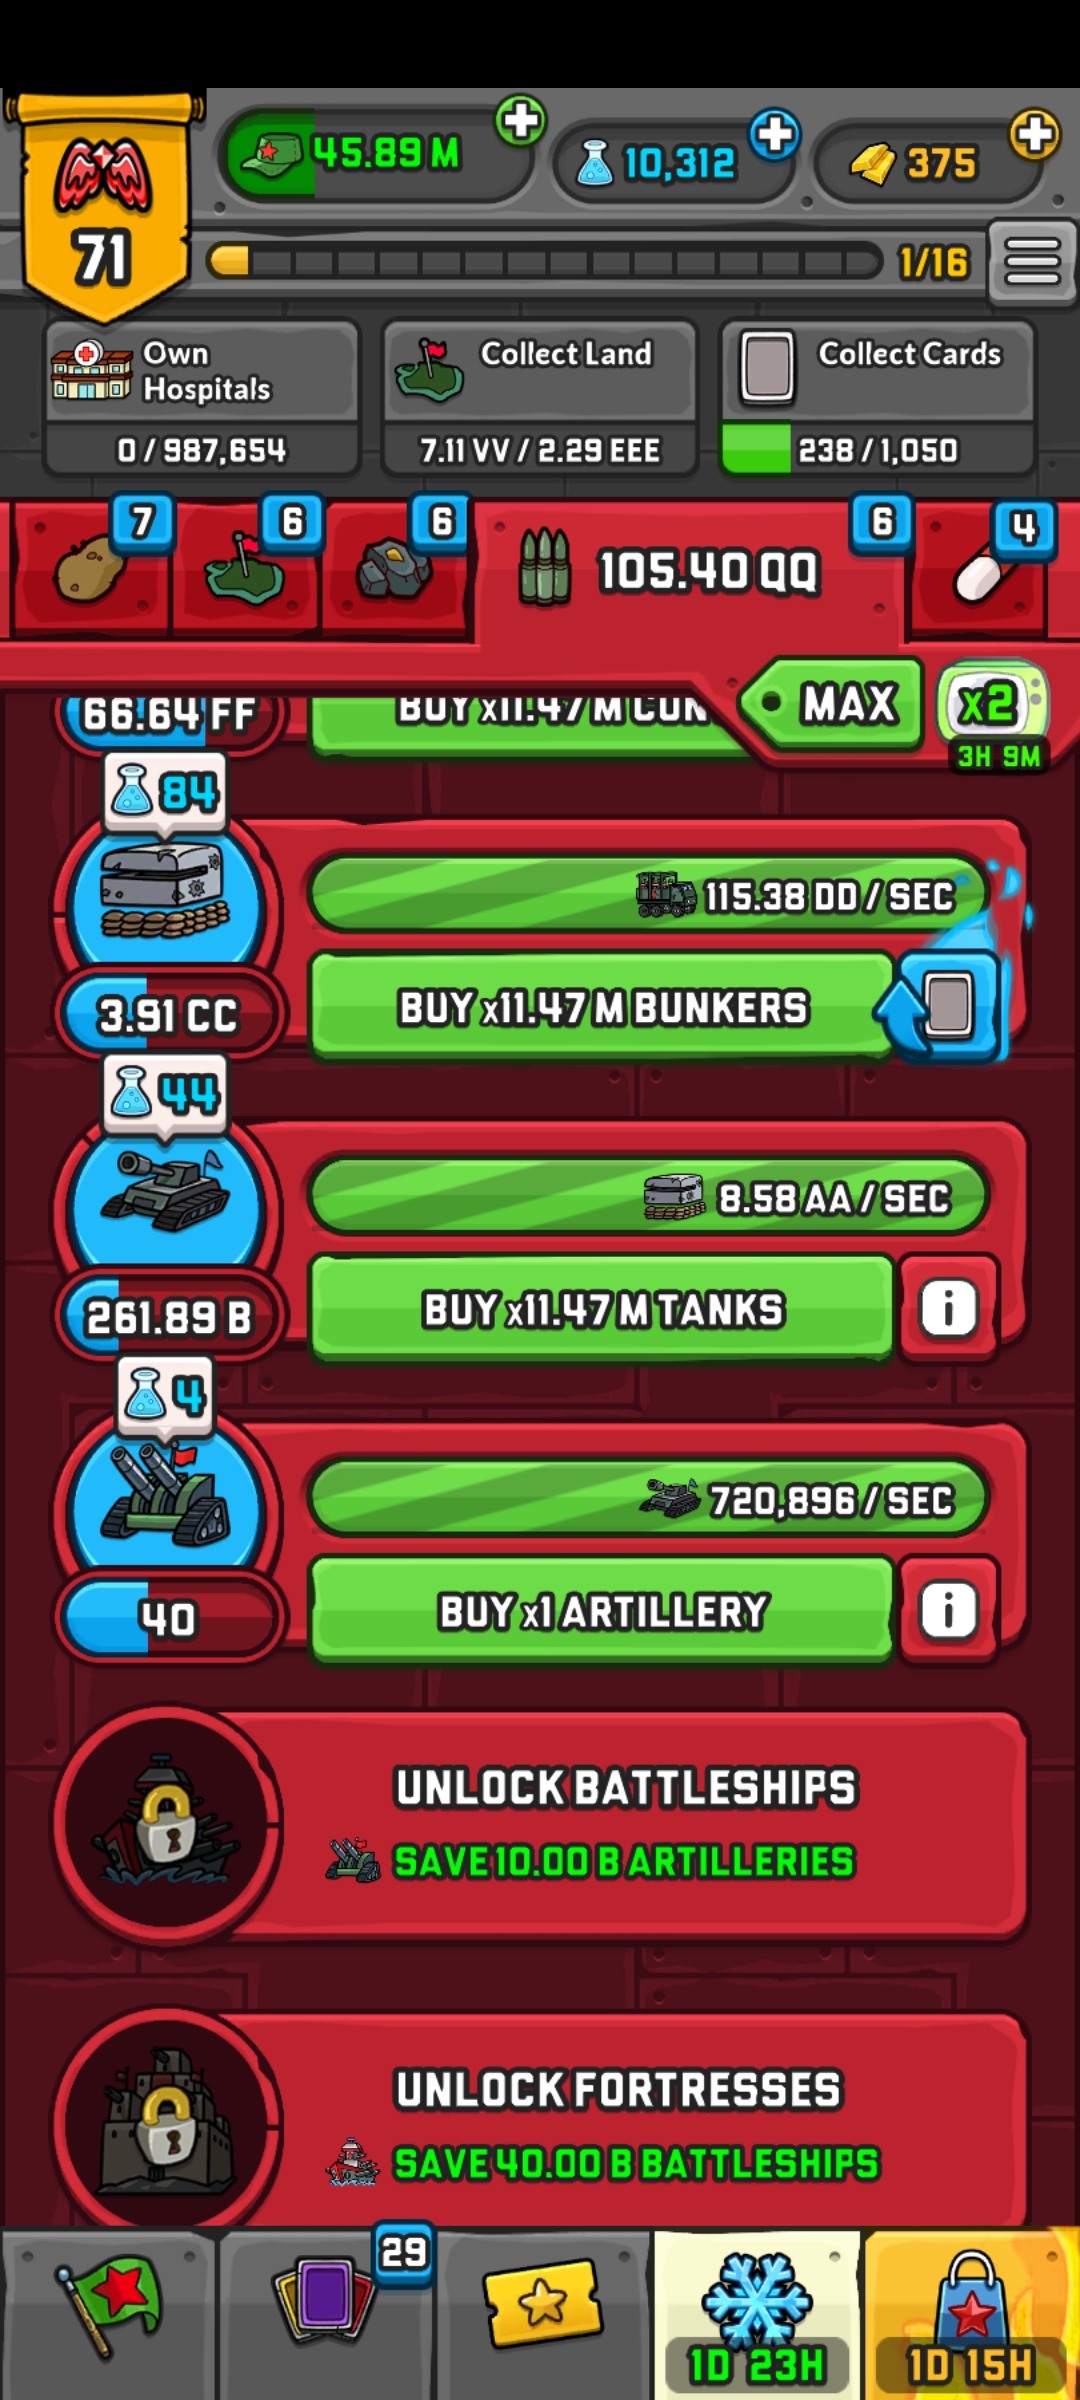 45.89 M
10,312
375
71
1/16
Own
Hospitals
0 / 987,654
Collect Land
7.11 VV / 2.29 EEE
Collect Cards
238 / 1,050
7
6
6
105.40 QQ
6
4
MAX
x2
3H 9M
66.64 FF
BUY x11.47 M
84
115.38 DD / SEC
3.91 CC
BUY x11.47 M BUNKERS
44
8.58 AA / SEC
261.89 B
BUY x11.47 M TANKS
4
720,896 / SEC
40
BUY x1 ARTILLERY
UNLOCK BATTLESHIPS
SAVE 10.00 B ARTILLERIES
UNLOCK FORTRESSES
SAVE 40.00 B BATTLESHIPS
29
1D 23H
1D 15H